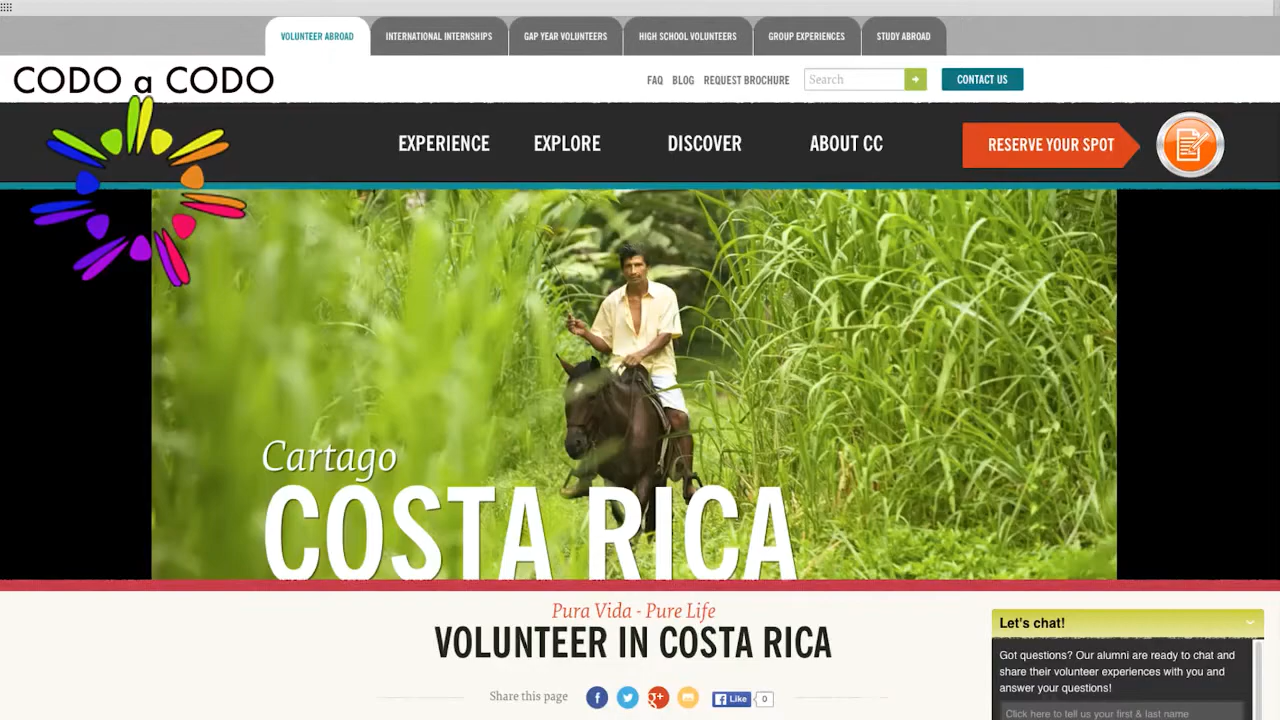 VOLUNTEER ABROAD
INTERNATIONAL INTERNSHIPS
GAP YEAR VOLUNTEERS
HIGH SCHOOL VOLUNTEERS
GROUP EXPERIENCES
STUDY ABROAD
CODO a CODO
FAQ
BLOG
REQUEST BROCHURE
Search
CONTACT US
EXPERIENCE
EXPLORE
DISCOVER
ABOUT CC
RESERVE YOUR SPOT
Cartago
COSTA RICA
Pura Vida - Pure Life
VOLUNTEER IN COSTA RICA
Share this page
Like
0
Let's chat!
Got questions? Our alumni are ready to chat and
share their volunteer experiences with you and
answer your questions!
Click here to tell us your first & last name